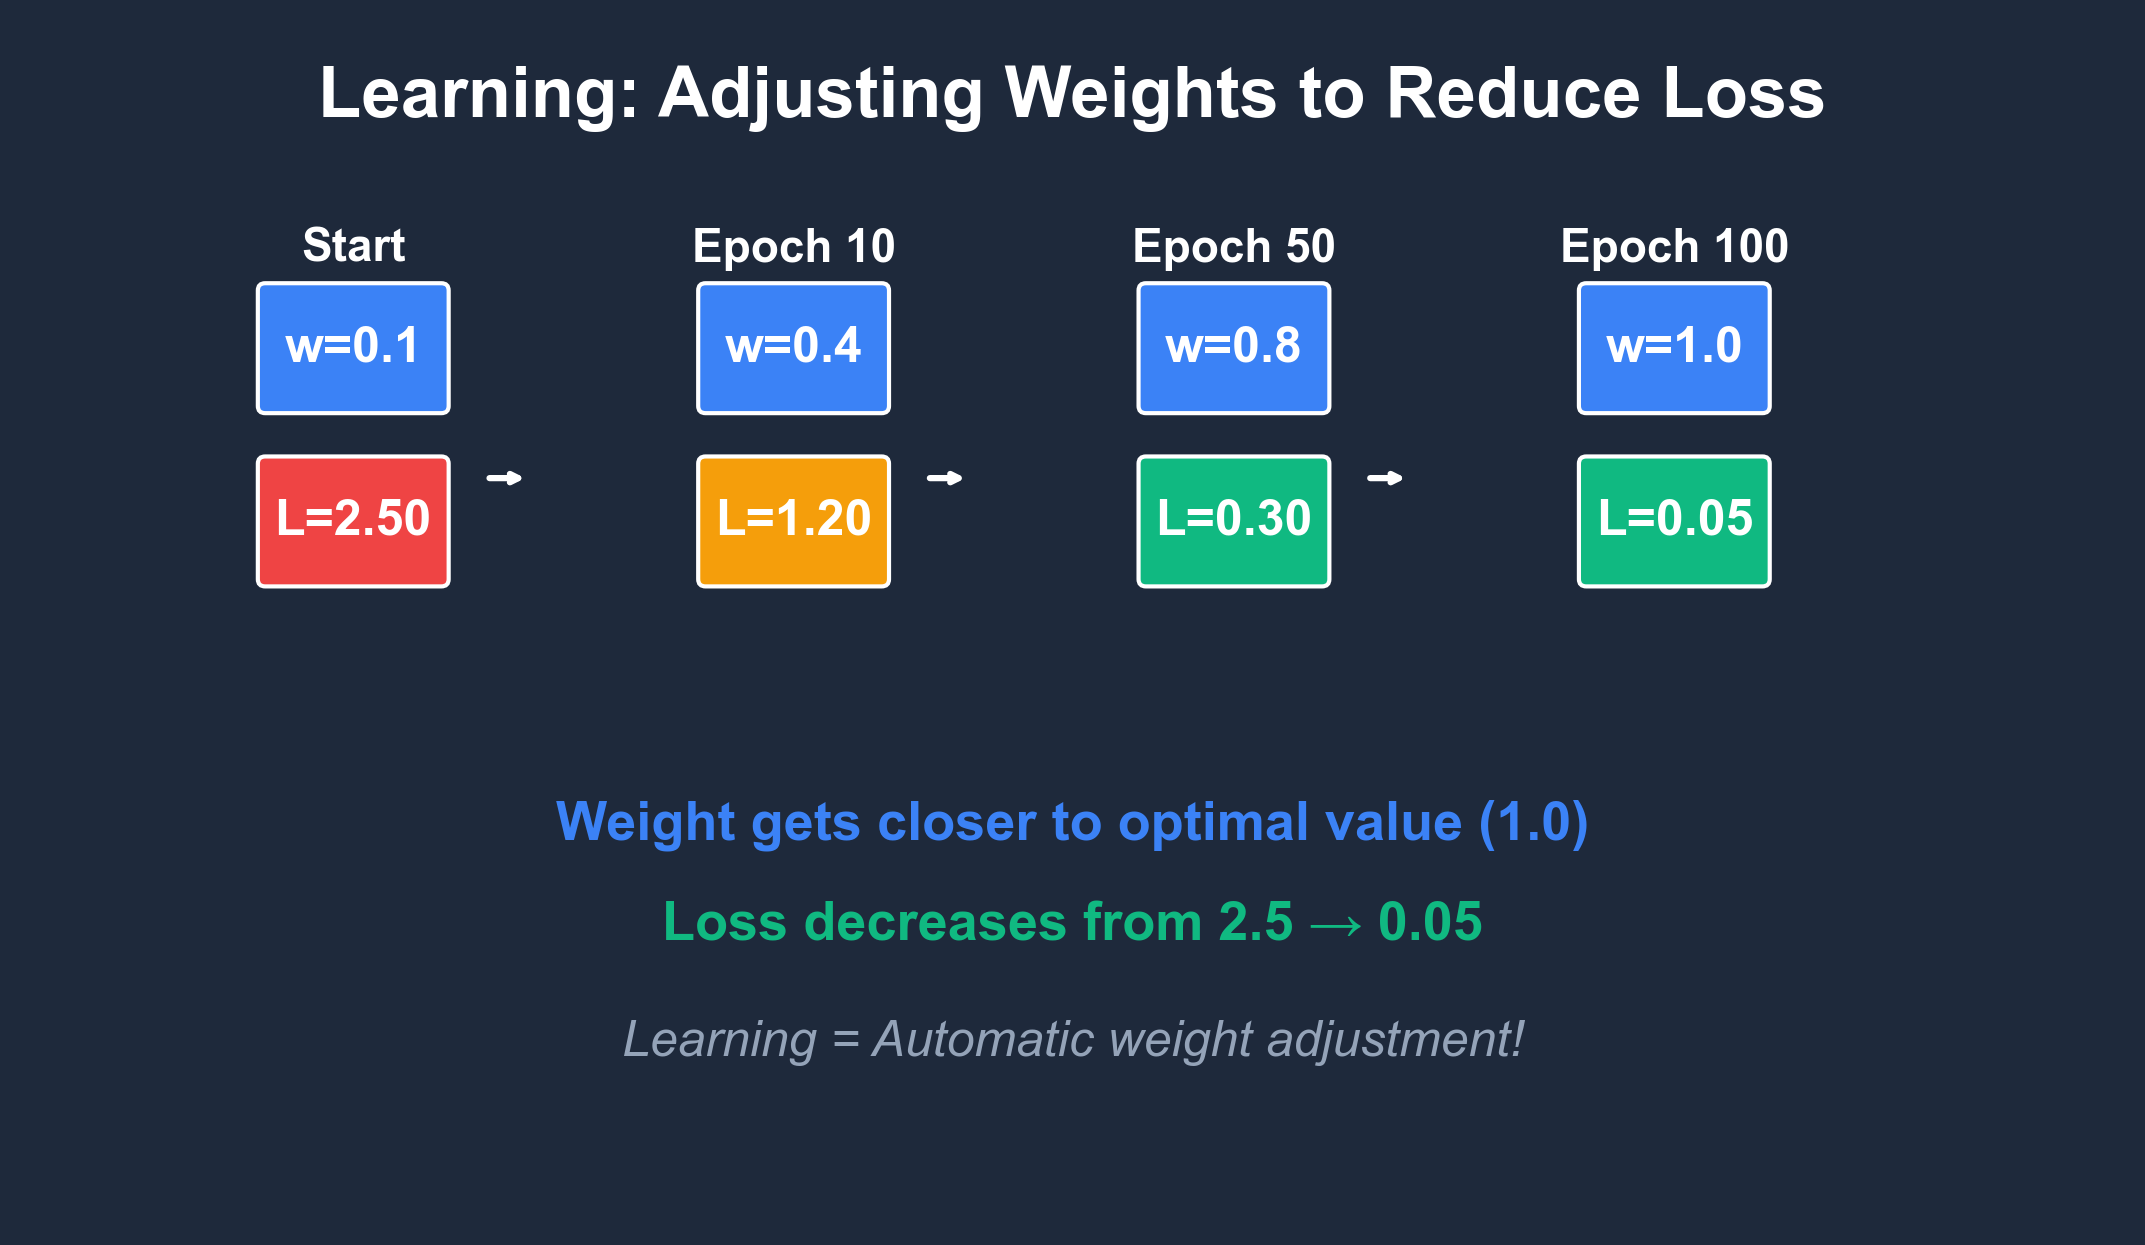 Learning: Adjusting Weights to Reduce Loss
Start
Epoch 10
Epoch 50
Epoch 100
w=0.1
w=0.4
w=0.8
w=1.0
L=2.50
L=1.20
L=0.30
L=0.05
Weight gets closer to optimal value (1.0)
Loss decreases from 2.5 → 0.05
Learning = Automatic weight adjustment!